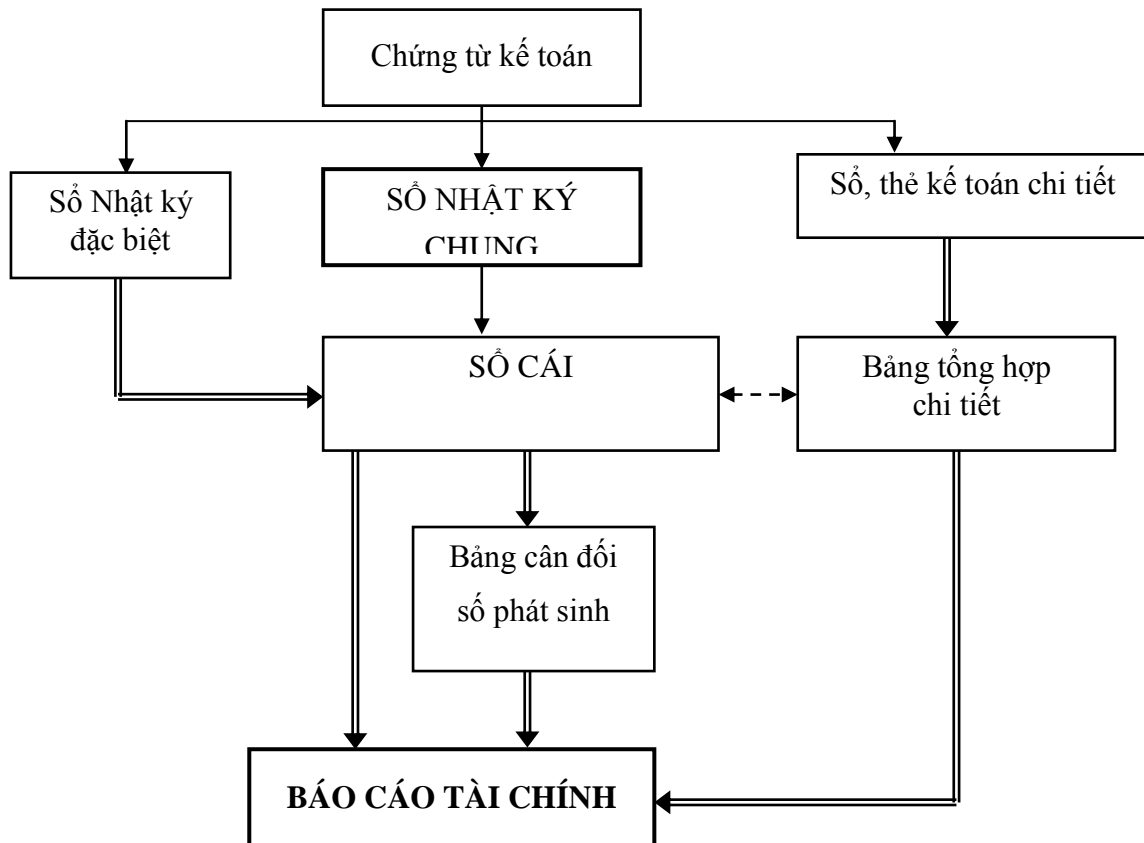 Chứng từ kế toán
Sổ Nhật ký
đặc biệt
SỔ NHẬT KÝ
CHUNG
Sổ, thẻ kế toán chi tiết
SỔ CÁI
Bảng tổng hợp
chi tiết
Bảng cân đối
số phát sinh
BÁO CÁO TÀI CHÍNH